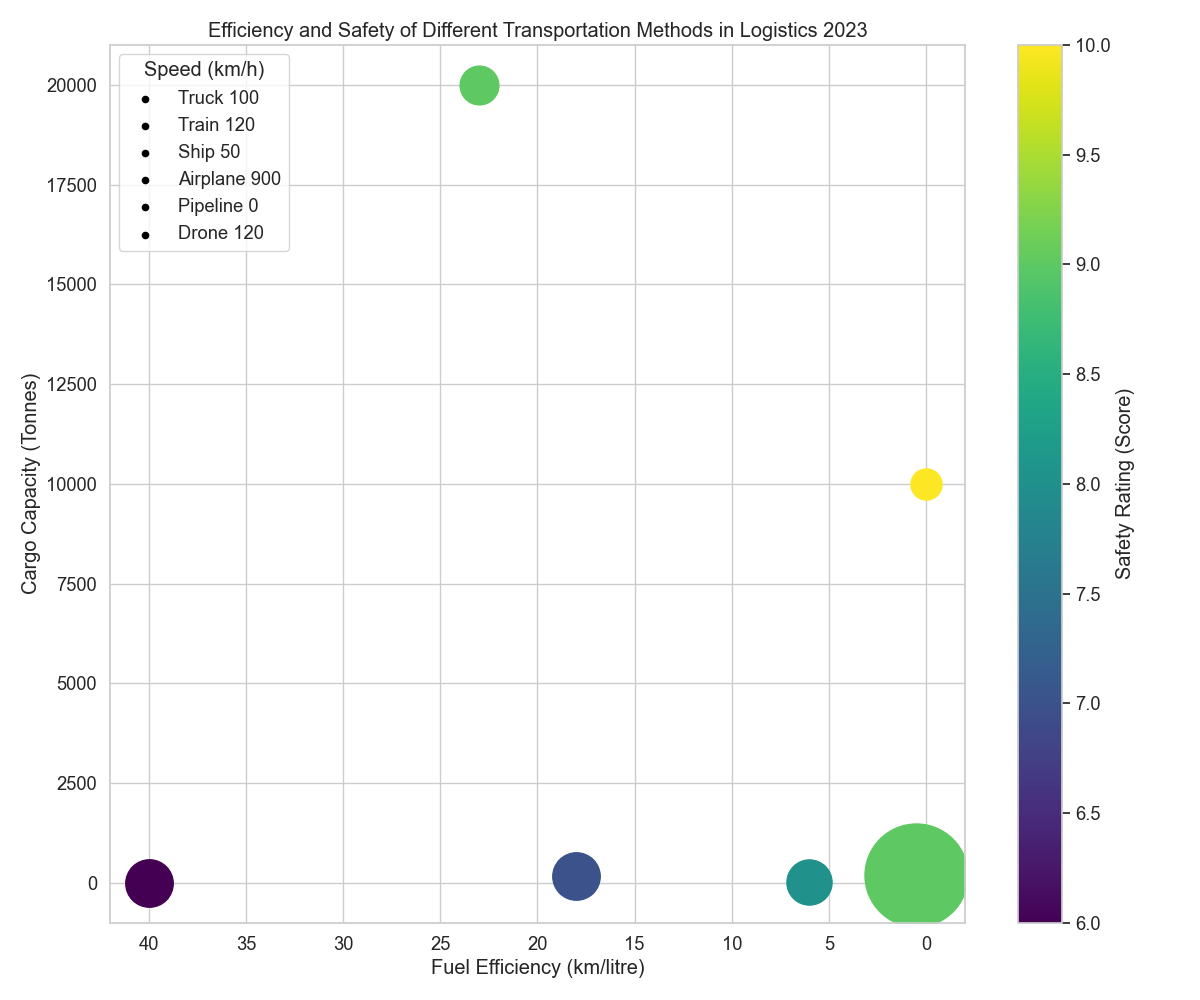 Efficiency and Safety of Different Transportation Methods in Logistics 2023
Speed (km/h)
Truck 100
Train 120
Ship 50
Airplane 900
Pipeline 0
Drone 120
20000
17500
15000
12500
10000
7500
5000
2500
0
Cargo Capacity (Tonnes)
40
35
30
25
20
15
10
5
0
Fuel Efficiency (km/litre)
10.0
9.5
9.0
8.5
8.0
7.5
7.0
6.5
6.0
Safety Rating (Score)